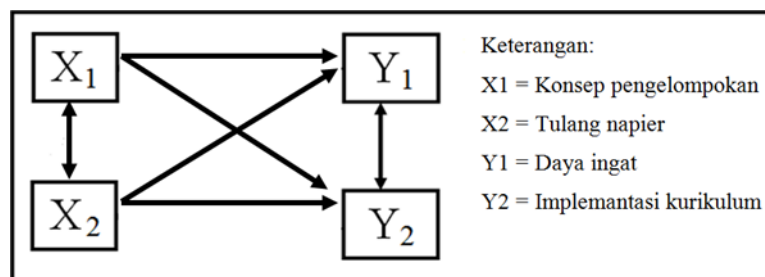 X1
Y1
X2
Y2
Keterangan:
X1 = Konsep pengelompokan
X2 = Tulang napier
Y1 = Daya ingat
Y2 = Implemantasi kurikulum